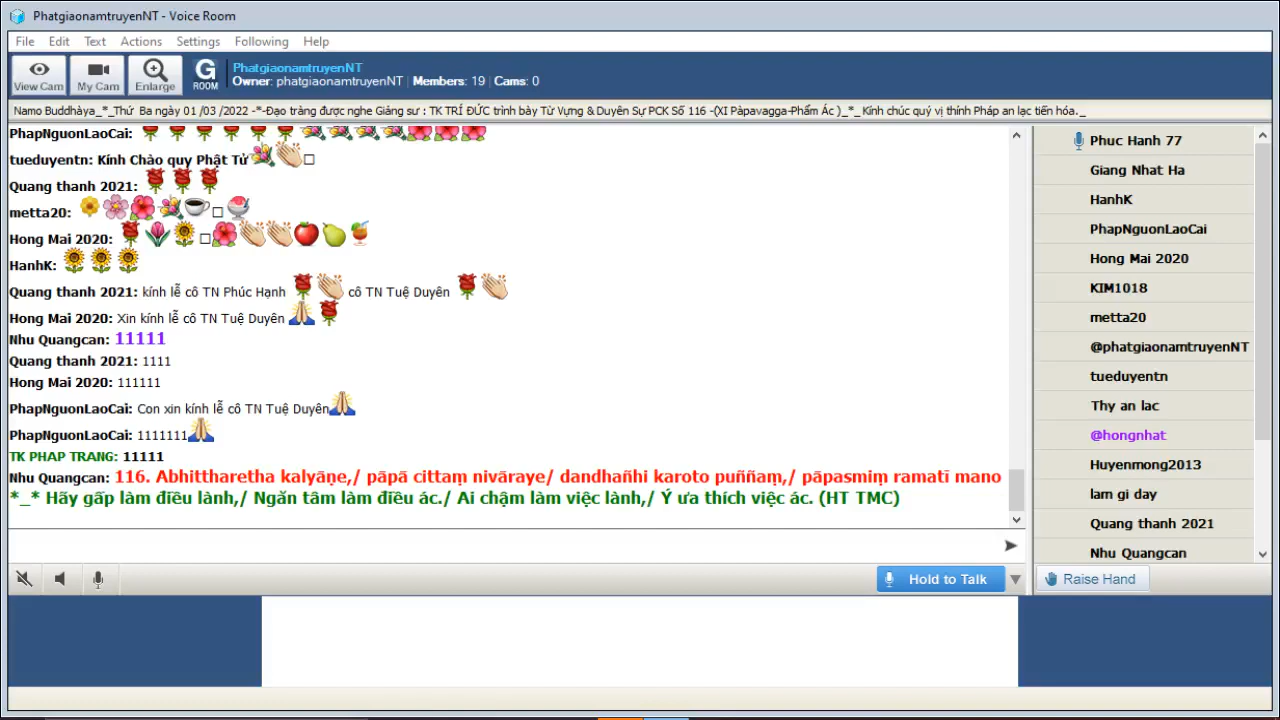 PhatgiaonamtruyenNT - Voice Room
File Edit Text Actions Settings Following Help
View Cam My Cam Enlarge G ROOM
PhatgiaonamtruyenNT
Owner: phatgiaonamtruyenNT | Members: 19 | Cams: 0
Namo Buddhàya_*_Thứ Ba ngày 01 /03 /2022 -*-Đạo tràng được nghe Giảng sư : TK TRÍ ĐỨC trình bày Từ Vựng & Duyên Sự PCK Số 116 -(XI Pàpavagga-Phẩm Ác )_*_Kính chúc quý vị thính Pháp an lạc tiến hóa._
PhapNguonLaoCai:
tueduyentn: Kính Chào quy Phật Tử
Quang thanh 2021:
metta20:
Hong Mai 2020:
HanhK:
Quang thanh 2021: kính lễ cô TN Phúc Hạnh cô TN Tuệ Duyên
Hong Mai 2020: Xin kính lễ cô TN Tuệ Duyên
Nhu Quangcan: 11111
Quang thanh 2021: 1111
Hong Mai 2020: 111111
PhapNguonLaoCai: Con xin kính lễ cô TN Tuệ Duyên
PhapNguonLaoCai: 1111111
TK PHAP TRANG: 11111
Nhu Quangcan: 116. Abhittharetha kalyāṇe,/ pāpā cittaṃ nivāraye/ dandhañhi karoto puññaṃ,/ pāpasmiṃ ramatī mano
*_* Hãy gấp làm điều lành,/ Ngăn tâm làm điều ác./ Ai chậm làm việc lành,/ Ý ưa thích việc ác. (HT TMC)
Phuc Hanh 77
Giang Nhat Ha
HanhK
PhapNguonLaoCai
Hong Mai 2020
KIM1018
metta20
@phatgiaonamtruyenNT
tueduyentn
Thy an lac
@hongnhat
Huyenmong2013
lam gi day
Quang thanh 2021
Nhu Quangcan
Hold to Talk
Raise Hand